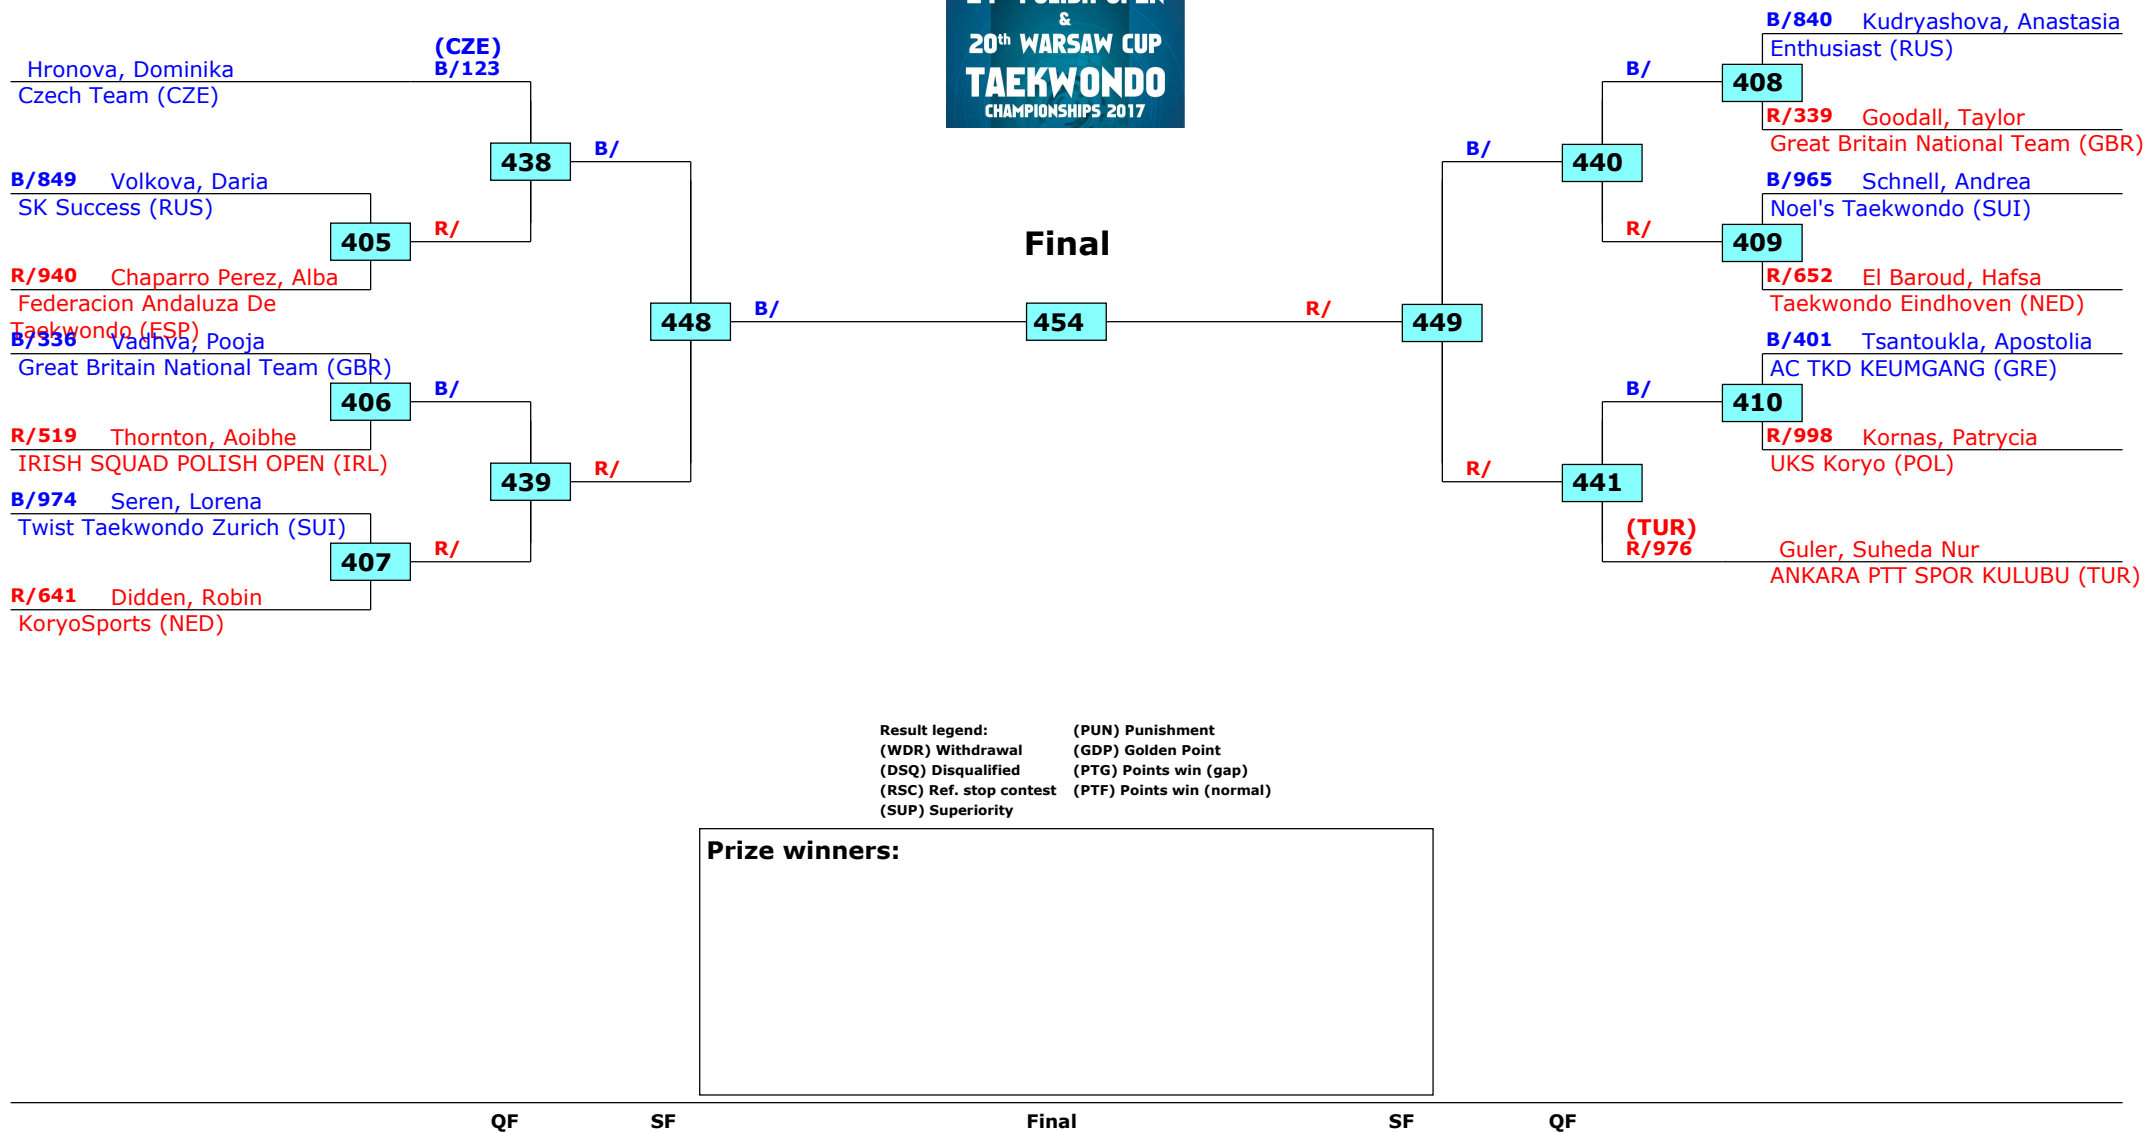 & 
20th WARSAW CUP
TAEKWONDO
CHAMPIONSHIPS 2017
(CZE)
Hronova, Dominika B/123
Czech Team (CZE)
438 B/
B/849 Volkova, Daria
SK Success (RUS)
405 R/
R/940 Chaparro Perez, Alba
Federacion Andaluza De
Taekwondo (ESP)
448 B/
B/336 Vadhva, Pooja
Great Britain National Team (GBR)
406 B/
R/519 Thornton, Aoibhe
IRISH SQUAD POLISH OPEN (IRL)
439 R/
B/974 Seren, Lorena
Twist Taekwondo Zurich (SUI)
407 R/
R/641 Didden, Robin
KoryoSports (NED)
Final
454
B/840 Kudryashova, Anastasia
Enthusiast (RUS)
B/ 408
R/339 Goodall, Taylor
Great Britain National Team (GBR)
B/ 440
B/965 Schnell, Andrea
Noel's Taekwondo (SUI)
R/ 409
R/652 El Baroud, Hafsa
Taekwondo Eindhoven (NED)
R/ 449
B/401 Tsantoukla, Apostolia
AC TKD KEUMGANG (GRE)
B/ 410
R/998 Kornas, Patrycia
UKS Koryo (POL)
R/ 441
(TUR)
R/976 Guler, Suheda Nur
ANKARA PTT SPOR KULUBU (TUR)
Result legend: (PUN) Punishment
(WDR) Withdrawal (GDP) Golden Point
(DSQ) Disqualified (PTG) Points win (gap)
(RSC) Ref. stop contest (PTF) Points win (normal)
(SUP) Superiority
Prize winners:
QF SF Final SF QF